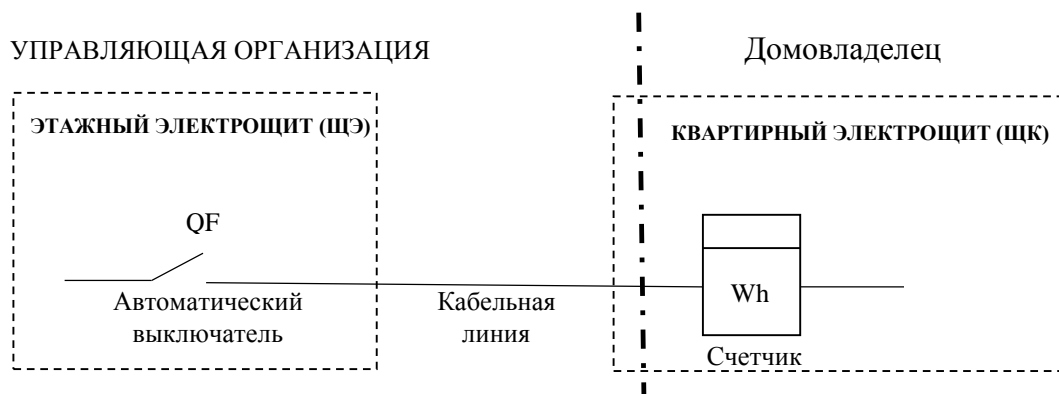 УПРАВЛЯЮЩАЯ ОРГАНИЗАЦИЯ
Домовладелец
ЭТАЖНЫЙ ЭЛЕКТРОЩИТ (ЩЭ)
КВАРТИРНЫЙ ЭЛЕКТРОЩИТ (ЩК)
QF
Автоматический
выключатель
Кабельная
линия
Wh
Счетчик